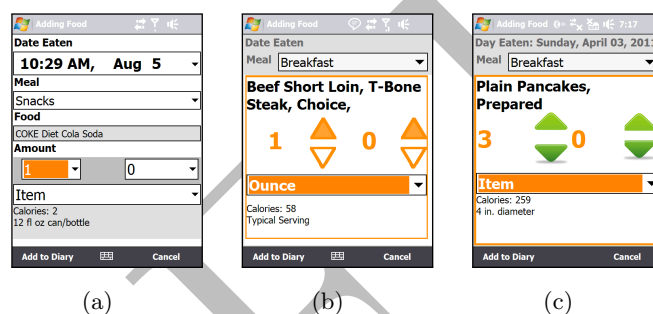 Adding Food
Date Eaten
10:29 AM, Aug 5
Meal
Snacks
Food
COKE Diet Cola Soda
Amount
1 0
Item
Calories: 2
12 fl oz can/bottle
Add to Diary Cancel
(a)
Adding Food
Date Eaten
Meal Breakfast
Beef Short Loin, T-Bone
Steak, Choice,
1 0
Ounce
Calories: 58
Typical Serving
Add to Diary Cancel
(b)
Adding Food 7:17
Day Eaten: Sunday, April 03, 2011
Meal Breakfast
Plain Pancakes,
Prepared
3 0
Item
Calories: 259
4 in. diameter
Add to Diary Cancel
(c)